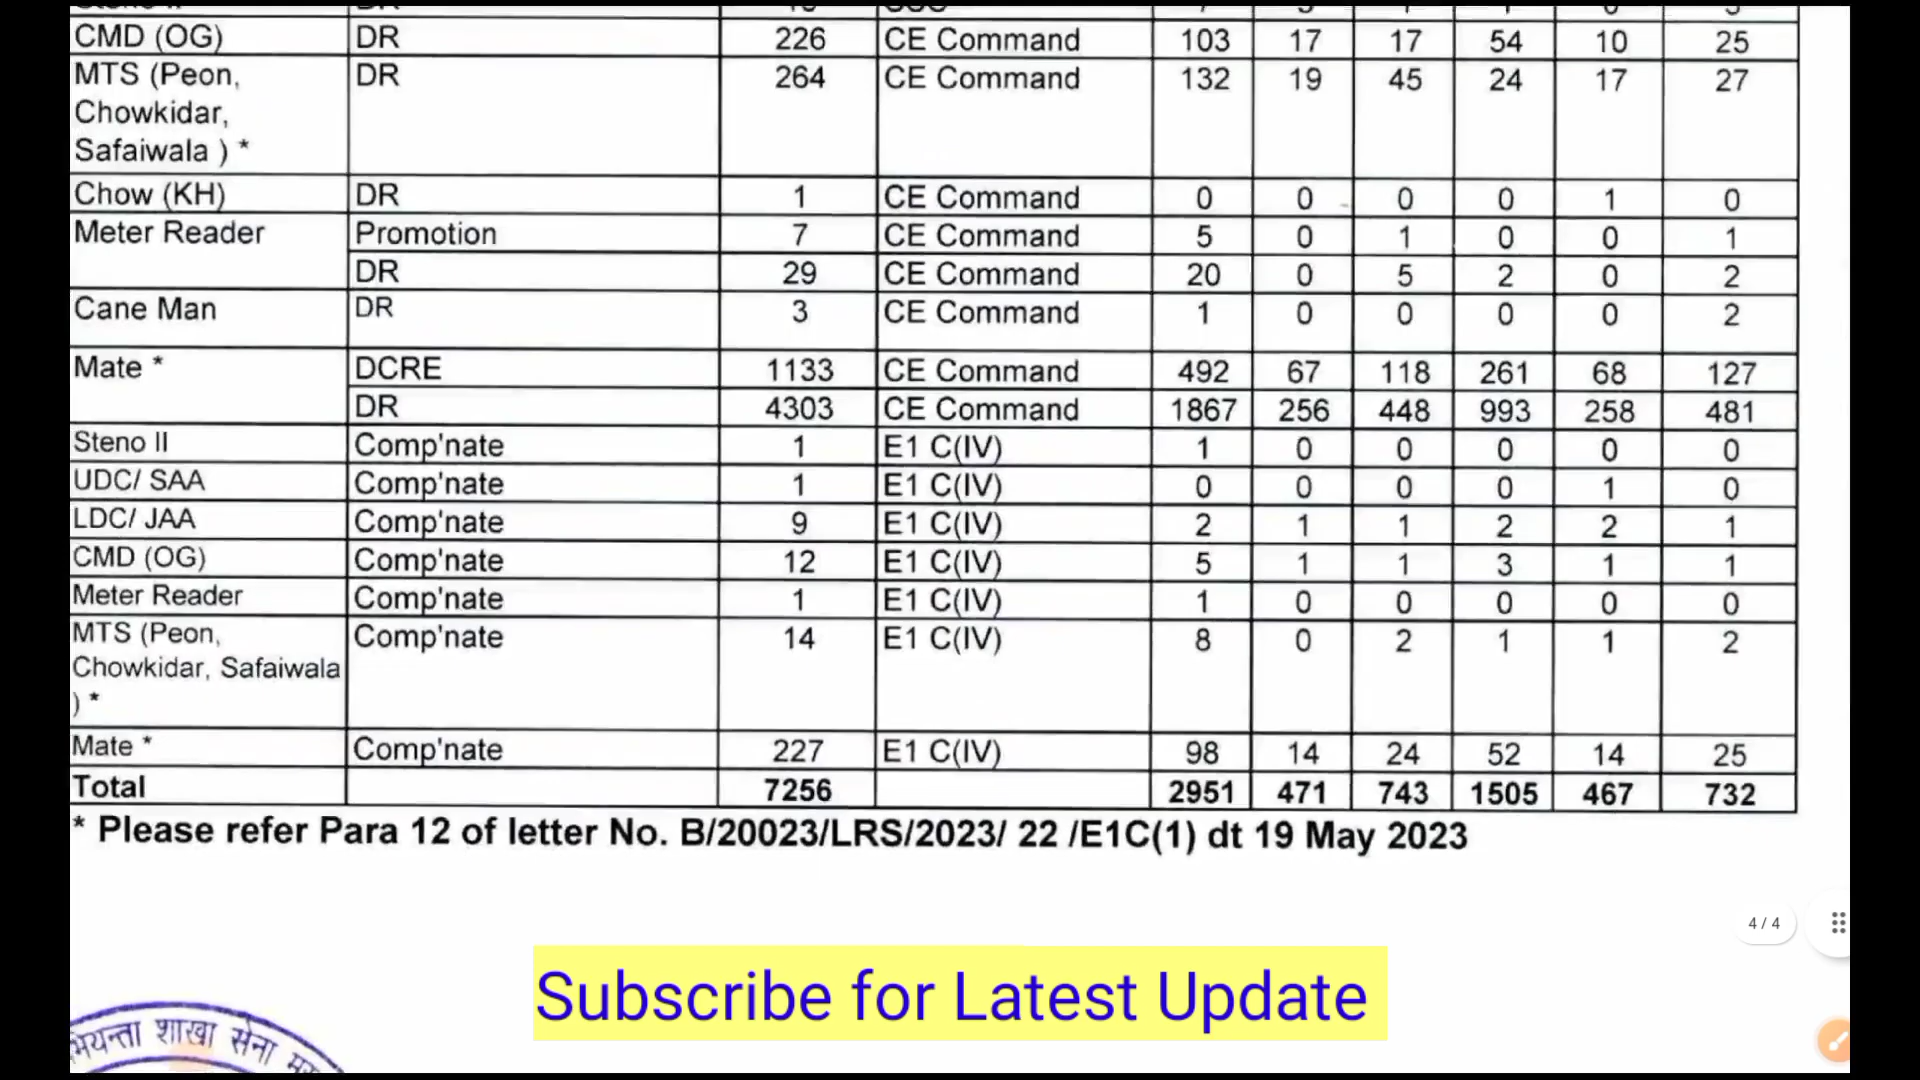 CMD (OG) DR 226 CE Command 103 17 17 54 10 25
MTS (Peon, DR 264 CE Command 132 19 45 24 17 27
Chowkidar,
Safaiwala ) *
Chow (KH) DR 1 CE Command 0 0 0 0 1 0
Meter Reader Promotion 7 CE Command 5 0 1 0 0 1
DR 29 CE Command 20 0 5 2 0 2
Cane Man DR 3 CE Command 1 0 0 0 0 2
Mate * DCRE 1133 CE Command 492 67 118 261 68 127
DR 4303 CE Command 1867 256 448 993 258 481
Steno II Comp'nate 1 E1 C(IV) 1 0 0 0 0 0
UDC/ SAA Comp'nate 1 E1 C(IV) 0 0 0 0 1 0
LDC/ JAA Comp'nate 9 E1 C(IV) 2 1 1 2 2 1
CMD (OG) Comp'nate 12 E1 C(IV) 5 1 1 3 1 1
Meter Reader Comp'nate 1 E1 C(IV) 1 0 0 0 0 0
MTS (Peon, Comp'nate 14 E1 C(IV) 8 0 2 1 1 2
Chowkidar, Safaiwala
) *
Mate * Comp'nate 227 E1 C(IV) 98 14 24 52 14 25
Total 7256 2951 471 743 1505 467 732
* Please refer Para 12 of letter No. B/20023/LRS/2023/ 22 /E1C(1) dt 19 May 2023
4 / 4
Subscribe for Latest Update
शाखा सेना